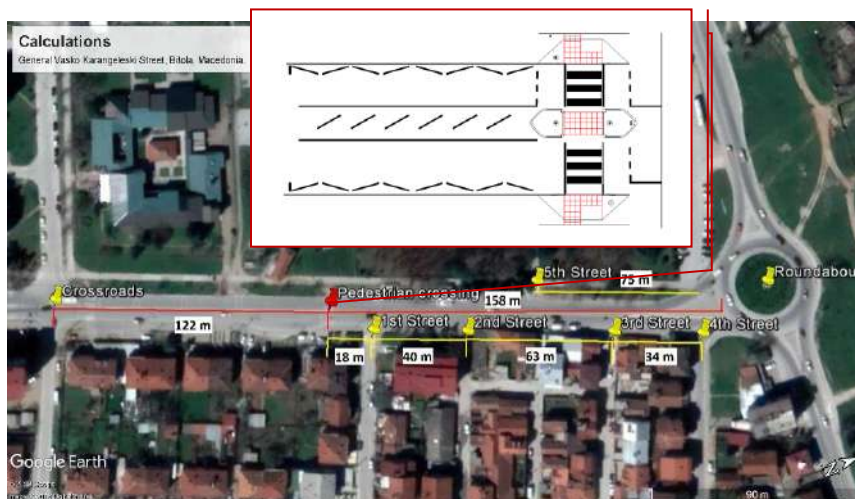 Calculations
General Vasko Karangeleski Street, Bitola, Macedonia.
5th Street
75 m
Roundabou
Crossroads
Pedestrian crossing
158 m
122 m
1st Street
2nd Street
3rd Street
4th Street
18 m
40 m
63 m
34 m
Google Earth
90 m